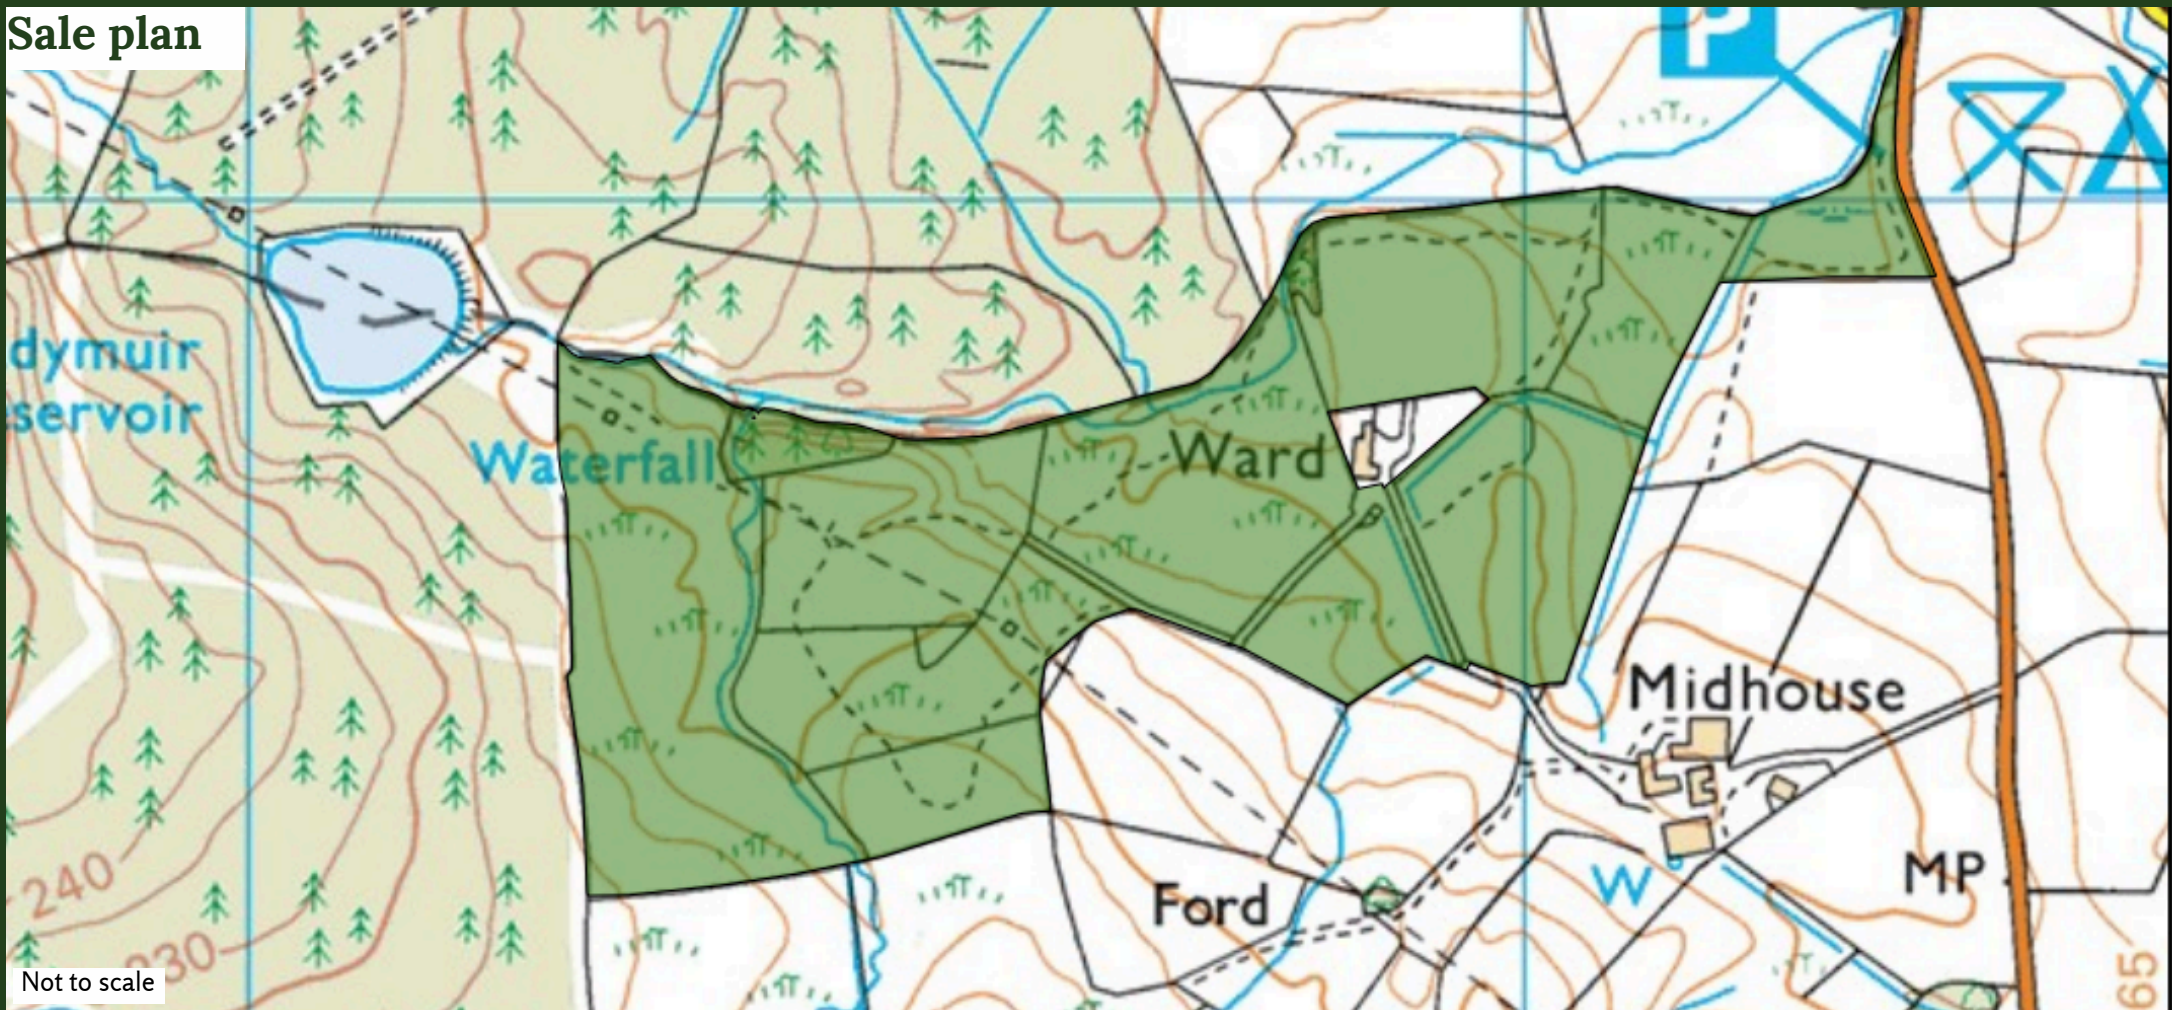 Sale plan
P
dymuir
servoir
Waterfall
Ward
Midhouse
240
230
Ford
W
MP
65
Not to scale